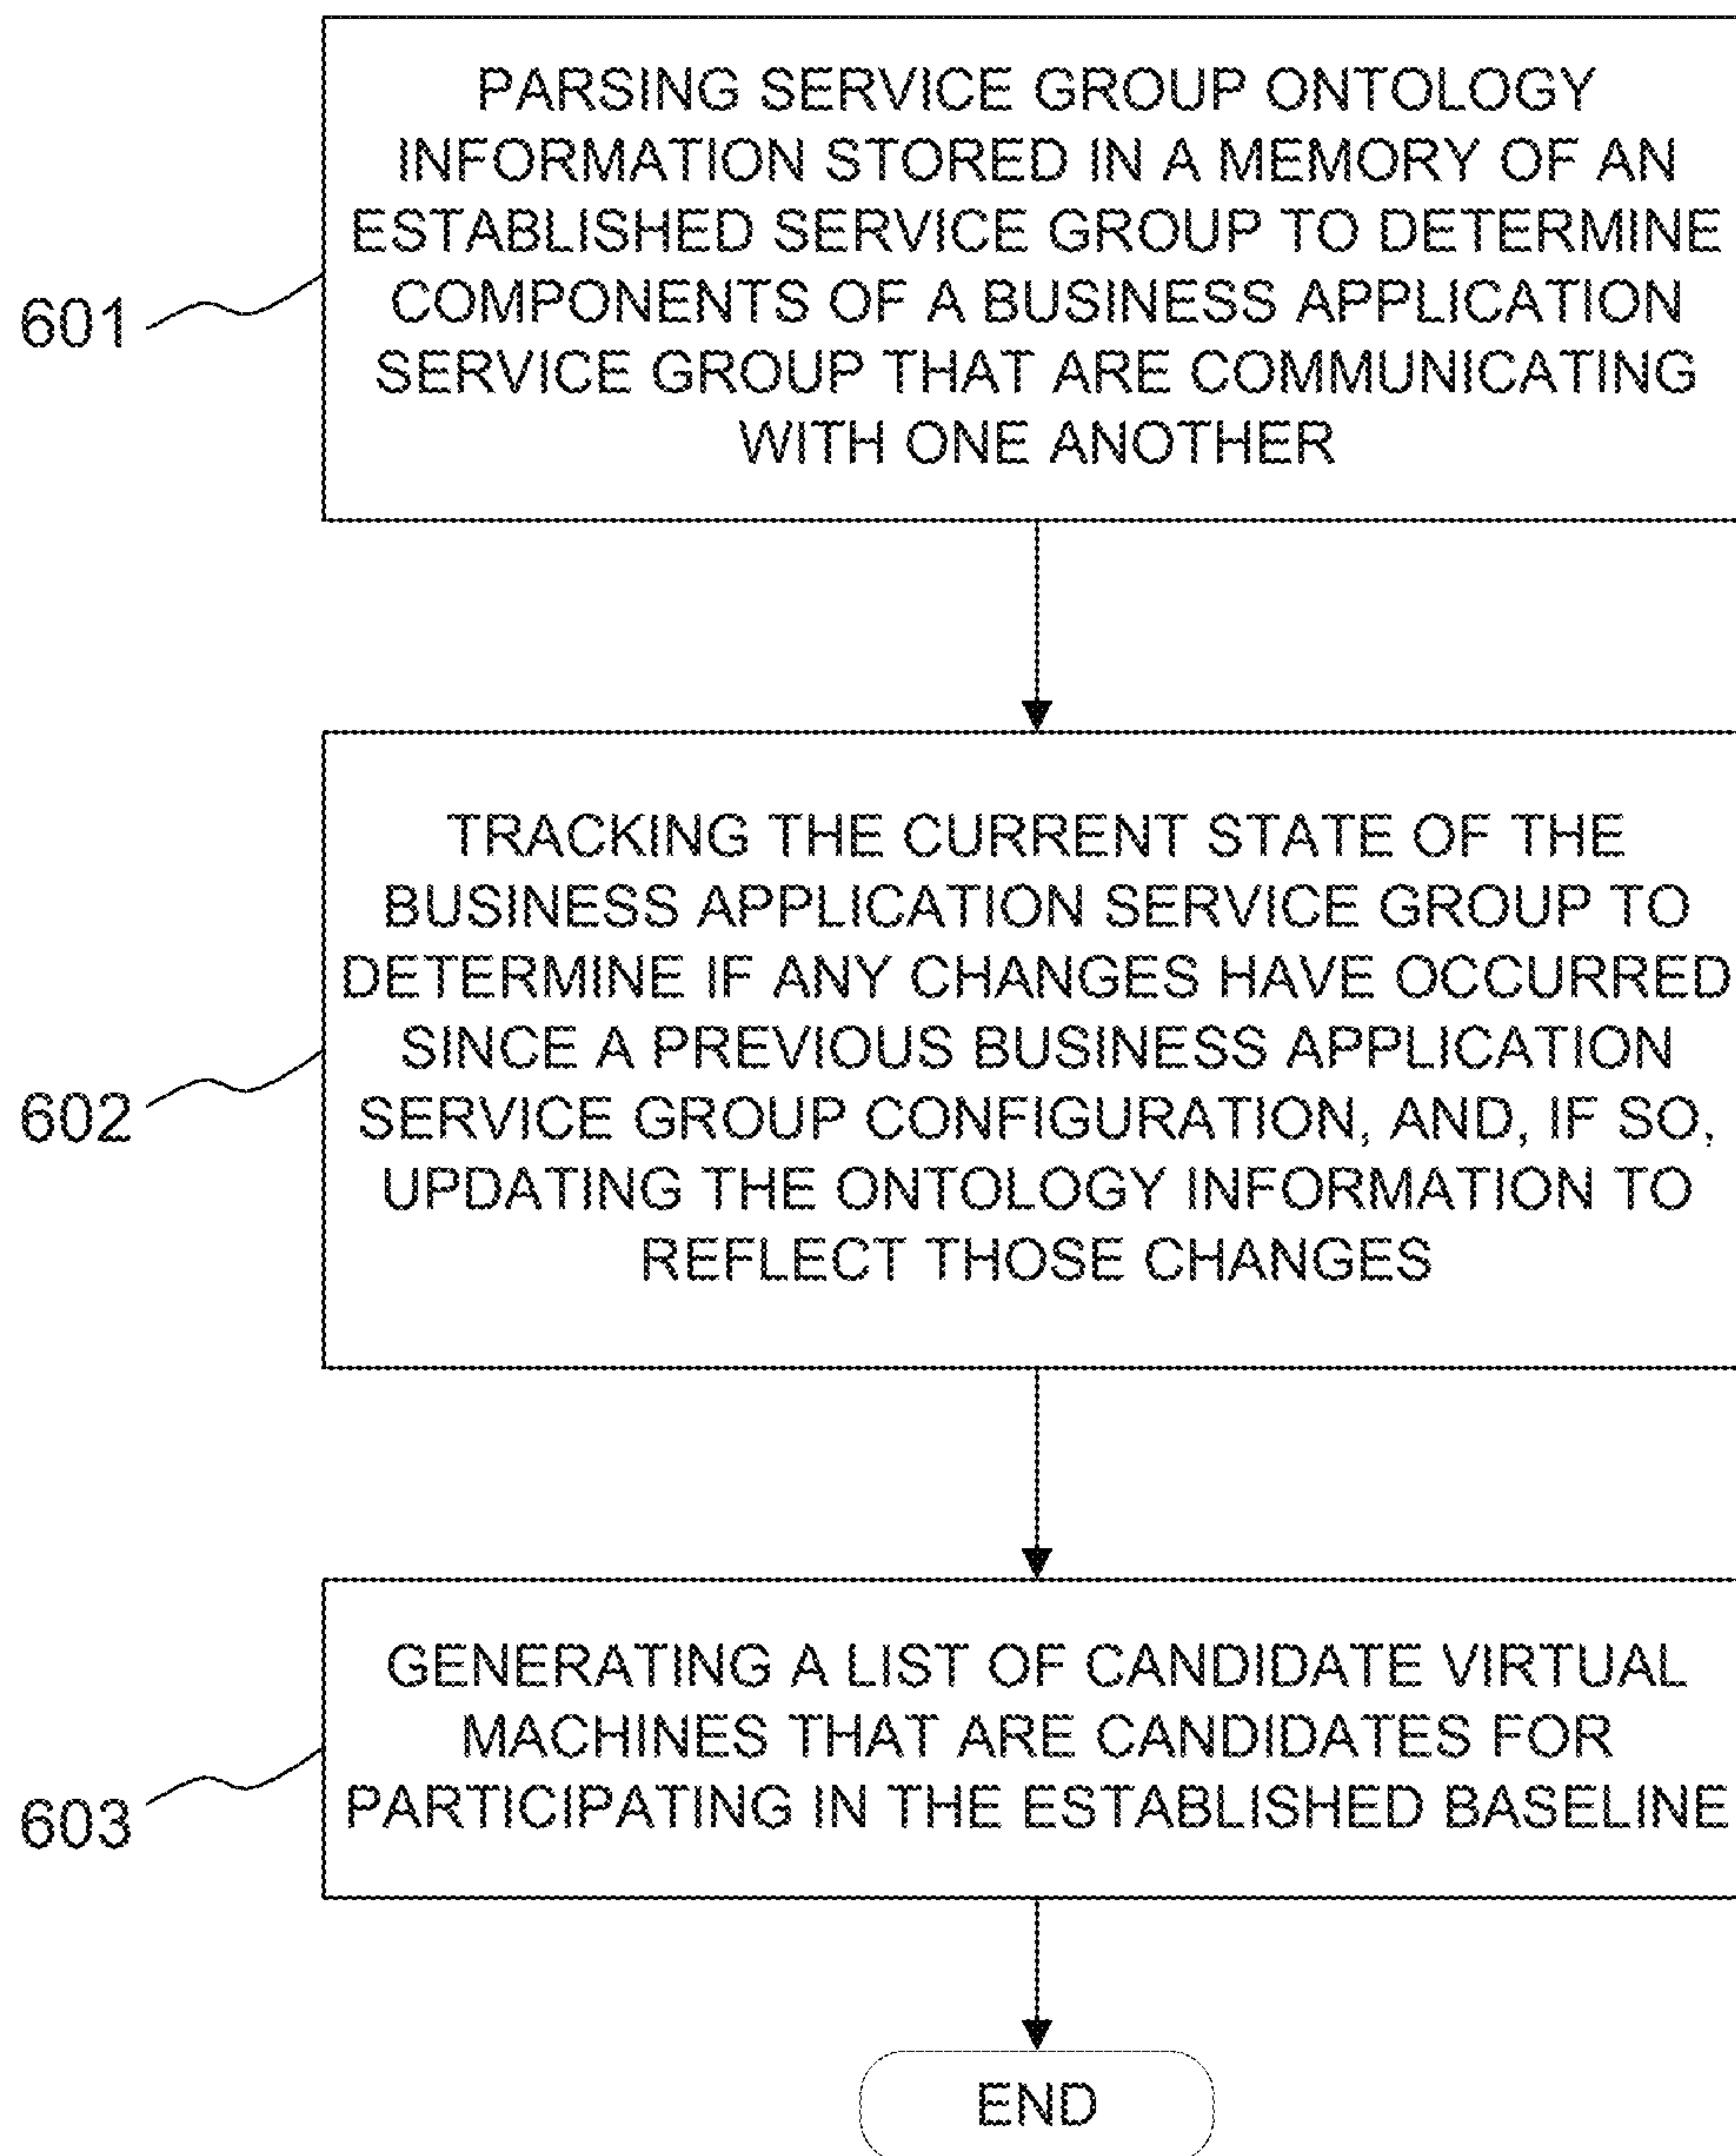 PARSING SERVICE GROUP ONTOLOGY
INFORMATION STORED IN A MEMORY OF AN
ESTABLISHED SERVICE GROUP TO DETERMINE
COMPONENTS OF A BUSINESS APPLICATION
SERVICE GROUP THAT ARE COMMUNICATING
WITH ONE ANOTHER
601
TRACKING THE CURRENT STATE OF THE
BUSINESS APPLICATION SERVICE GROUP TO
DETERMINE IF ANY CHANGES HAVE OCCURRED
SINCE A PREVIOUS BUSINESS APPLICATION
SERVICE GROUP CONFIGURATION, AND, IF SO,
UPDATING THE ONTOLOGY INFORMATION TO
REFLECT THOSE CHANGES
602
GENERATING A LIST OF CANDIDATE VIRTUAL
MACHINES THAT ARE CANDIDATES FOR
PARTICIPATING IN THE ESTABLISHED BASELINE
603
END